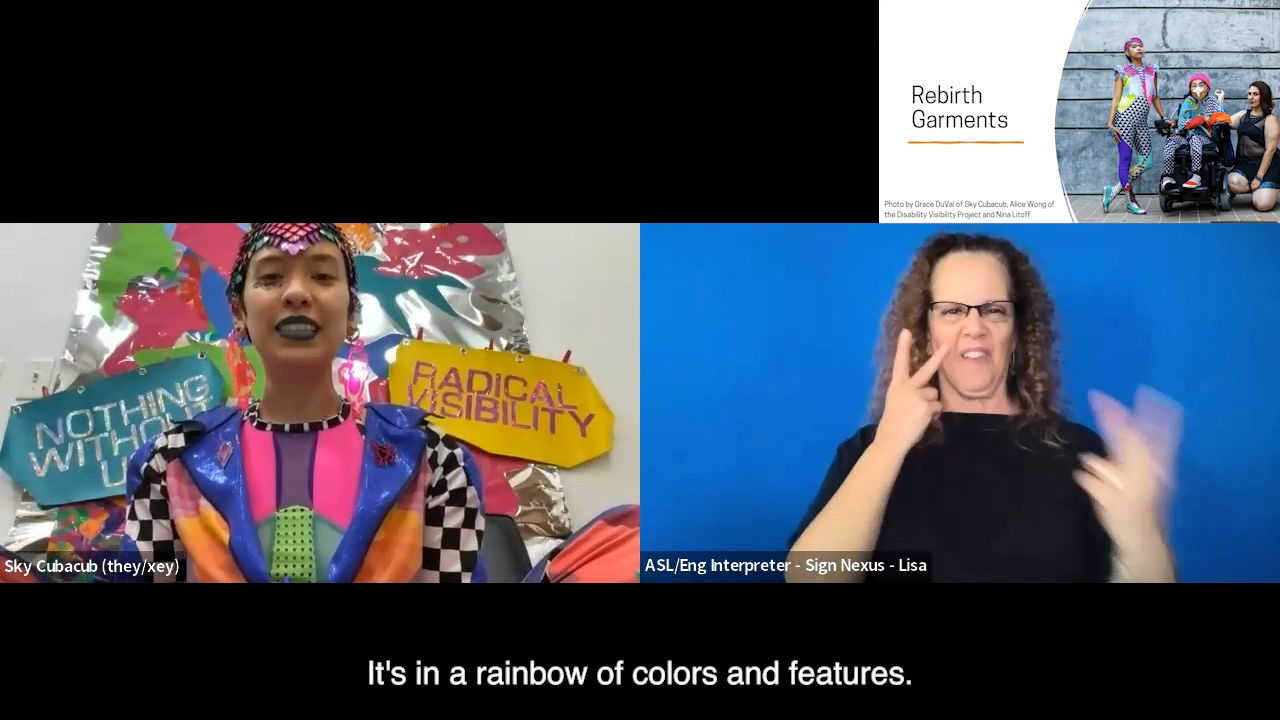 Rebirth
Garments
Photo by Grace DuVal of Sky Cubacub, Alice Wong of
the Disability Visibility Project and Nina Litoff
NOTHING
WITHOU
U
RADICAL
VISIBILITY
Sky Cubacub (they/xey)
ASL/Eng Interpreter - Sign Nexus - Lisa
It's in a rainbow of colors and features.